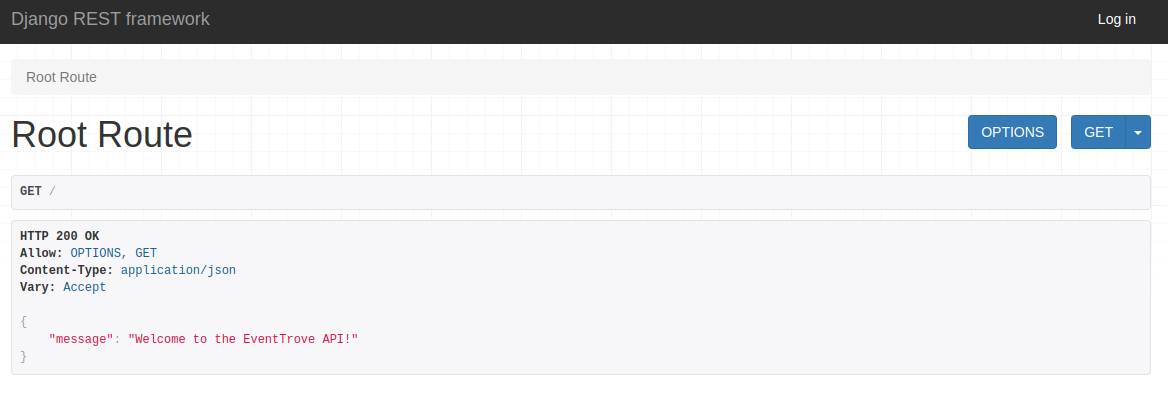 Django REST framework
Log in
Root Route
Root Route
OPTIONS
GET
GET /
HTTP 200 OK
Allow: OPTIONS, GET
Content-Type: application/json
Vary: Accept
{
    "message": "Welcome to the EventTrove API!"
}